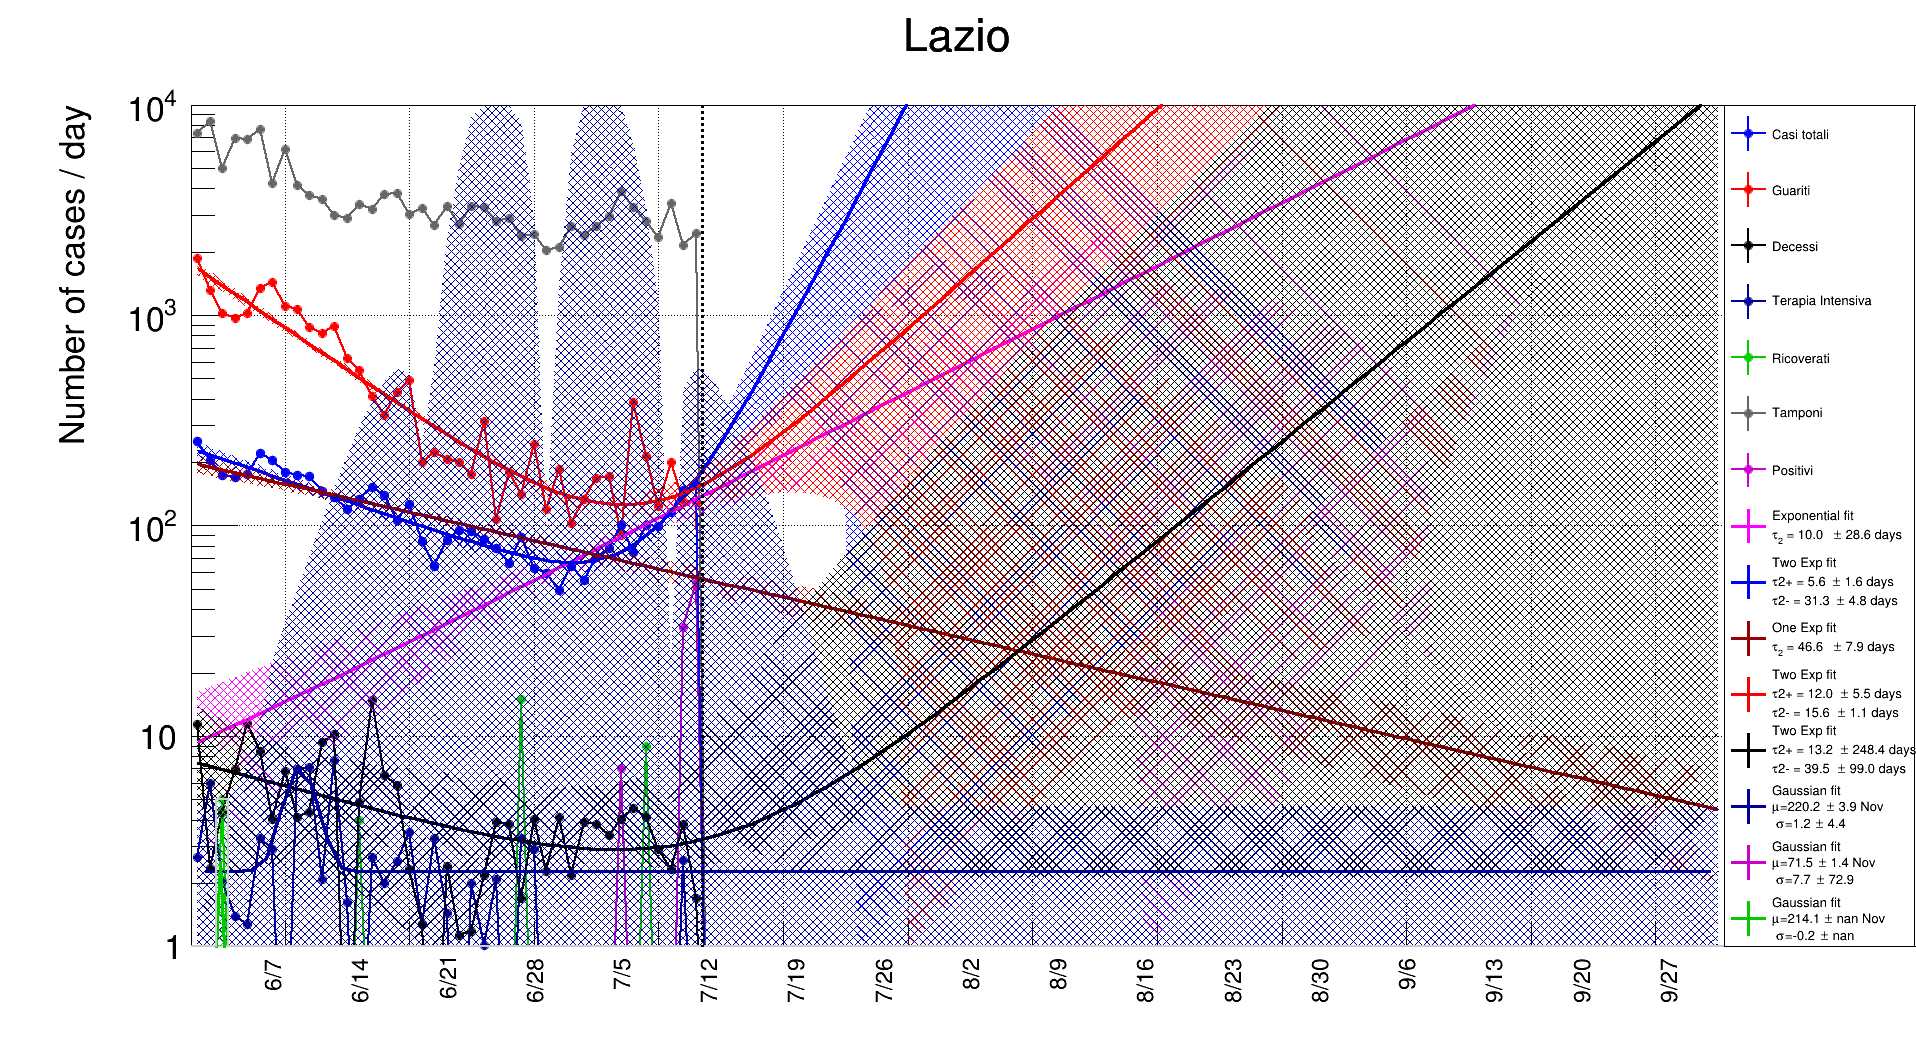 Lazio
Number of cases / day
10^4
10^3
10^2
10
1
6/7
6/14
6/21
6/28
7/5
7/12
7/19
7/26
8/2
8/9
8/16
8/23
8/30
9/6
9/13
9/20
9/27
Casi totali
Guariti
Decessi
Terapia Intensiva
Ricoverati
Tamponi
Positivi
Exponential fit
τ₂ = 10.0 ± 28.6 days
Two Exp fit
τ2+ = 5.6 ± 1.6 days
τ2- = 31.3 ± 4.8 days
One Exp fit
τ₂ = 46.6 ± 7.9 days
Two Exp fit
τ2+ = 12.0 ± 5.5 days
τ2- = 15.6 ± 1.1 days
Two Exp fit
τ2+ = 13.2 ± 248.4 days
τ2- = 39.5 ± 99.0 days
Gaussian fit
μ=220.2 ± 3.9 Nov
σ=1.2 ± 4.4
Gaussian fit
μ=71.5 ± 1.4 Nov
σ=7.7 ± 72.9
Gaussian fit
μ=214.1 ± nan Nov
σ=-0.2 ± nan